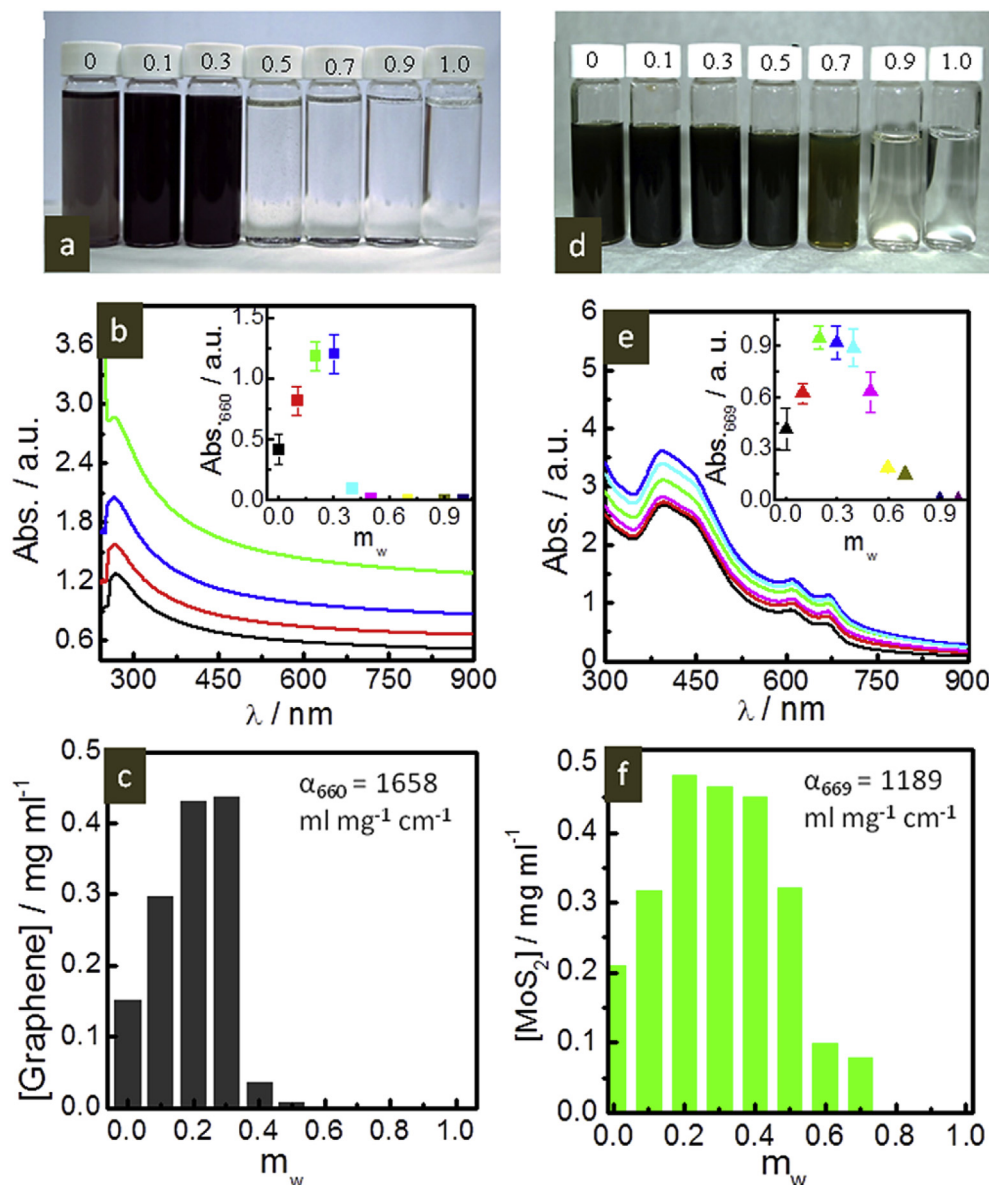 0 0.1 0.3 0.5 0.7 0.9 1.0
a
0 0.1 0.3 0.5 0.7 0.9 1.0
d
b
Abs. / a.u.
3.6
3.0
2.4
1.8
1.2
0.6
300 450 600 750 900
λ / nm
Abs.660 / a.u.
1.5
1.0
0.5
0.0
0.0 0.3 0.6 0.9
mw
e
Abs. / a.u.
6
5
4
3
2
1
0
300 450 600 750 900
λ / nm
Abs.669 / a. u.
0.9
0.6
0.3
0.0
0.0 0.3 0.6 0.9
mw
c
[Graphene] / mg ml⁻¹
0.5
0.4
0.3
0.2
0.1
0.0
0.0 0.2 0.4 0.6 0.8 1.0
mw
α660 = 1658
ml mg⁻¹ cm⁻¹
f
[MoS₂] / mg ml⁻¹
0.5
0.4
0.3
0.2
0.1
0.0
0.0 0.2 0.4 0.6 0.8 1.0
mw
α669 = 1189
ml mg⁻¹ cm⁻¹